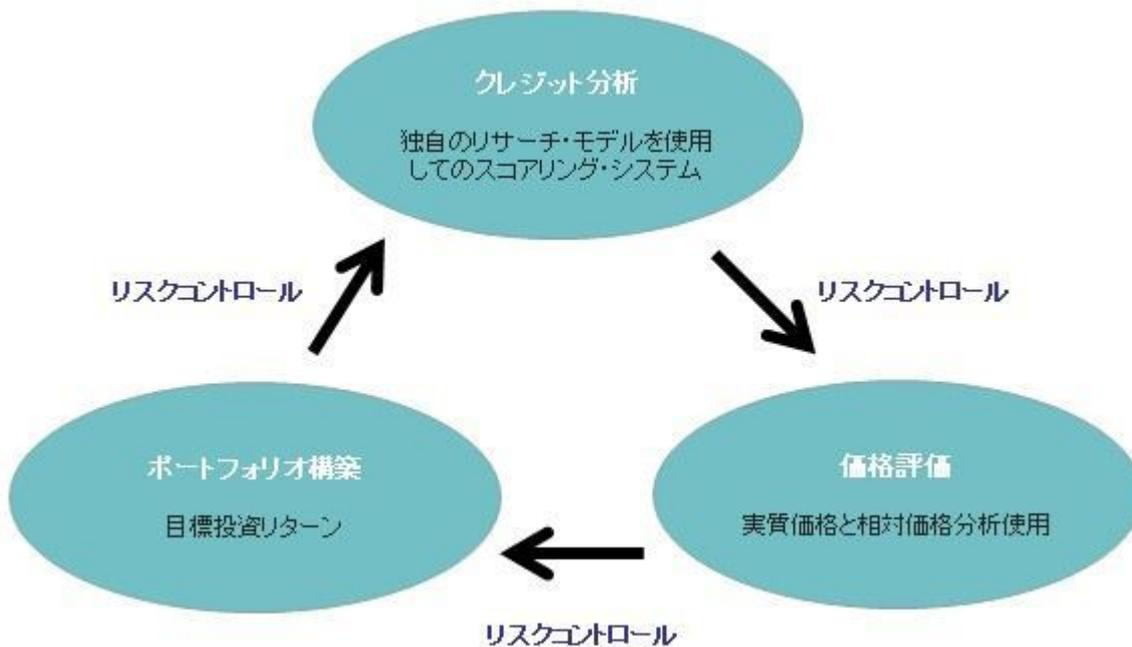 クレジット分析
独自のリサーチ・モデルを使用
してのスコアリング・システム
リスクコントロール
リスクコントロール
ポートフォリオ構築
目標投資リターン
価格評価
実質価格と相対価格分析使用
リスクコントロール